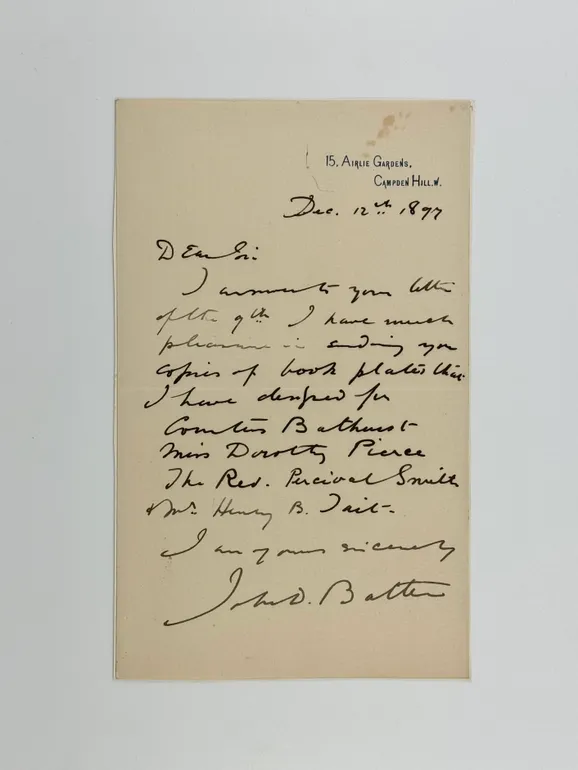 15, Airlie Gardens,
Campden Hill. W.
Dec. 12th 1897
Dear Sir.
I answer to your letter
of the 9th I have much
pleasure in sending you
copies of book plates that
I have designed for
Countess Bathurst
Miss Dorothy Pierce
The Rev. Percival Smith
& Mr. Henry B. Tait.
I am yours sincerely
John D. Batten